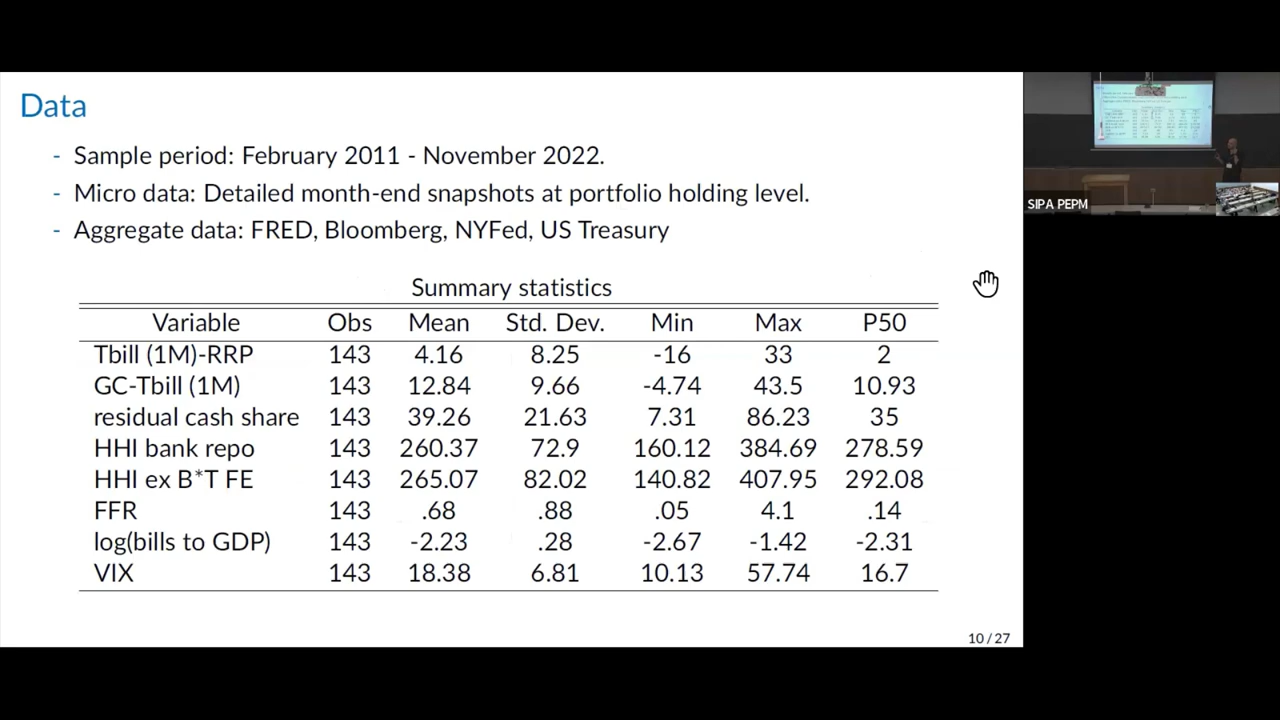 Data
- Sample period: February 2011 - November 2022.
- Micro data: Detailed month-end snapshots at portfolio holding level.
- Aggregate data: FRED, Bloomberg, NYFed, US Treasury
Summary statistics
Variable Obs Mean Std. Dev. Min Max P50
Tbill (1M)-RRP 143 4.16 8.25 -16 33 2
GC-Tbill (1M) 143 12.84 9.66 -4.74 43.5 10.93
residual cash share 143 39.26 21.63 7.31 86.23 35
HHI bank repo 143 260.37 72.9 160.12 384.69 278.59
HHI ex B*T FE 143 265.07 82.02 140.82 407.95 292.08
FFR 143 .68 .88 .05 4.1 .14
log(bills to GDP) 143 -2.23 .28 -2.67 -1.42 -2.31
VIX 143 18.38 6.81 10.13 57.74 16.7
10 / 27
SIPA PEPM